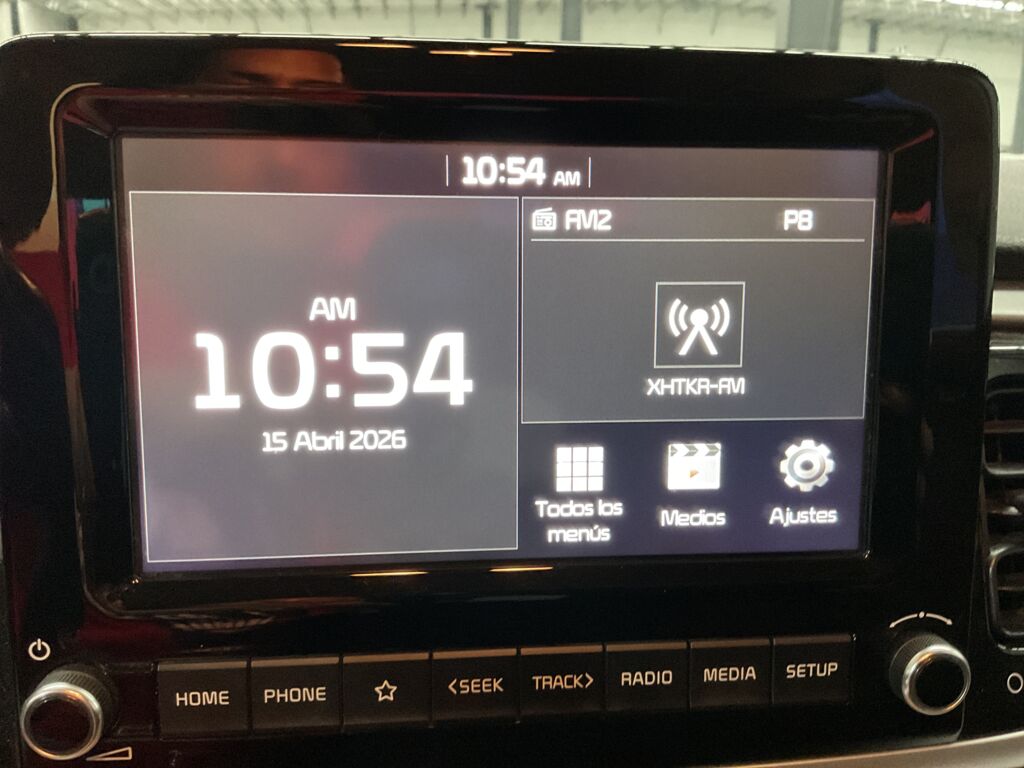 10:54 AM
AM
10:54
15 Abril 2026
FM2 P8
XHTKR-FM
Todos los
menús
Medios
Ajustes
HOME
PHONE
<SEEK
TRACK>
RADIO
MEDIA
SETUP